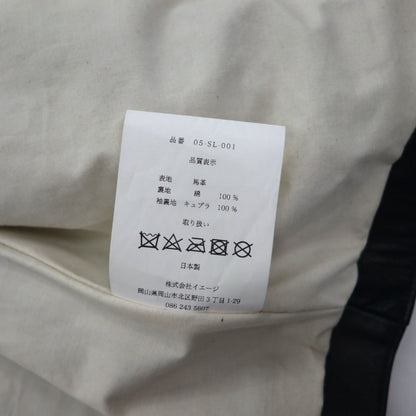 品番 05-SL-001
品質表示
表地 馬革
裏地 綿 100%
袖裏地 キュプラ 100%
取り扱い
日本製
株式会社イエージ
岡山県岡山市北区野田3丁目1-29
086 243 5607